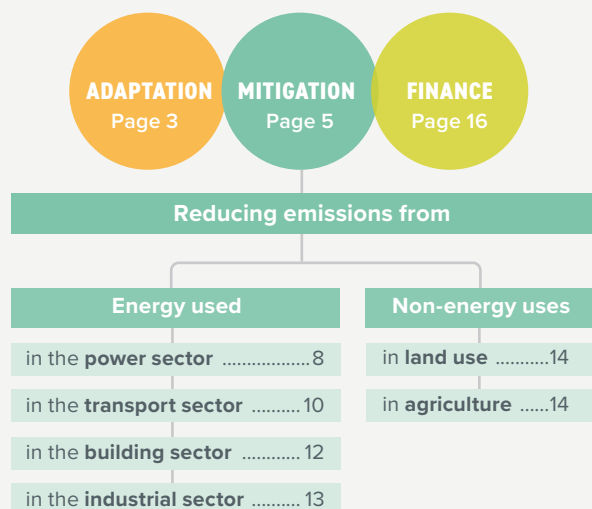 ADAPTATION
Page 3
MITIGATION
Page 5
FINANCE
Page 16
Reducing emissions from
Energy used
in the power sector ..................8
in the transport sector ..........10
in the building sector ............12
in the industrial sector ..........13
Non-energy uses
in land use ...........14
in agriculture ......14